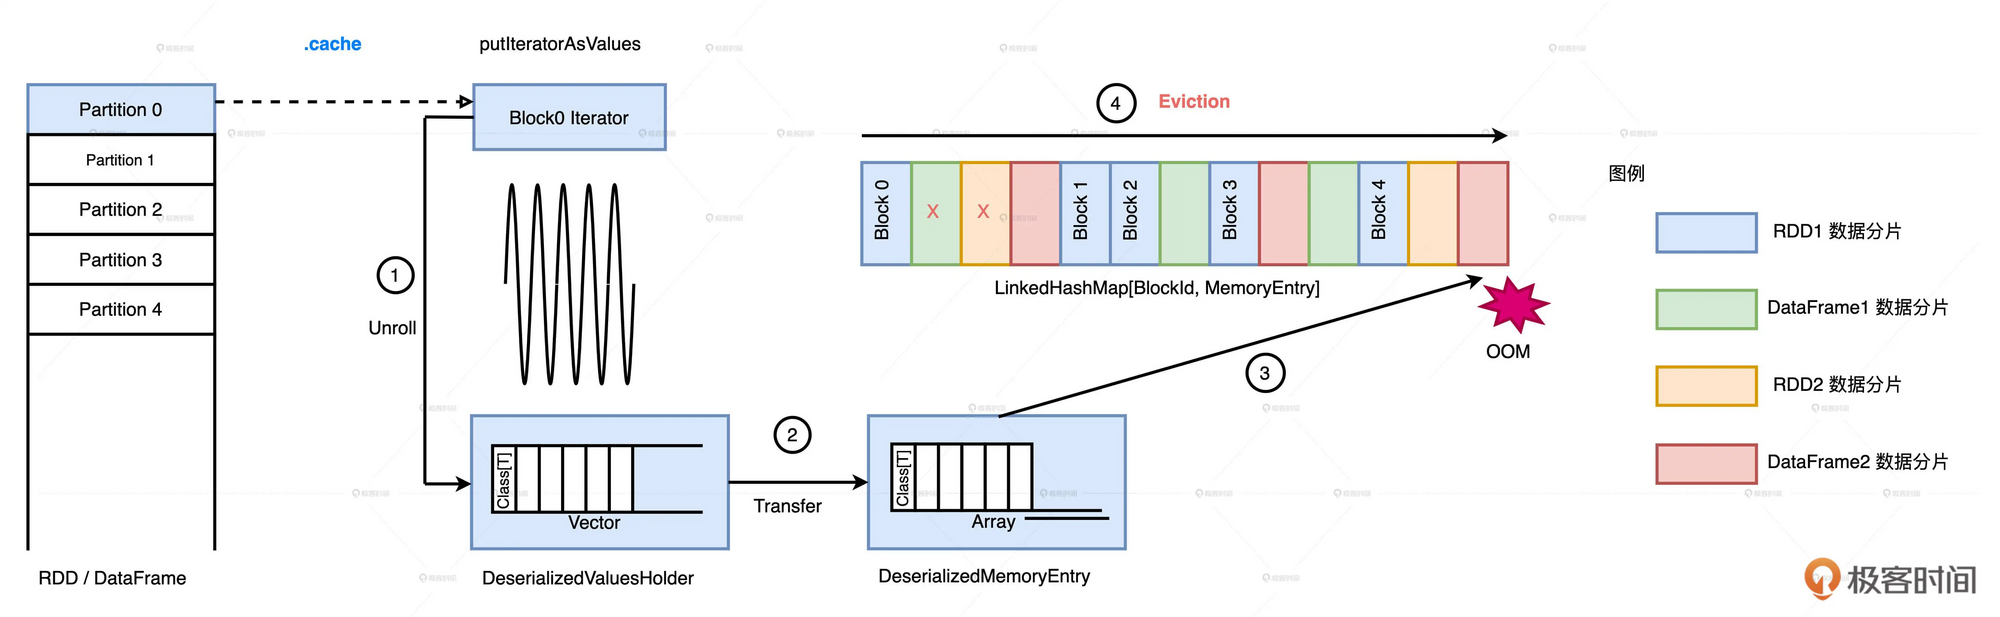 .cache
putIteratorAsValues
Partition 0
Partition 1
Partition 2
Partition 3
Partition 4
RDD / DataFrame
Block0 Iterator
1
Unroll
Class[T]
Vector
DeserializedValuesHolder
2
Transfer
Class[T]
Array
DeserializedMemoryEntry
3
4
Eviction
Block 0
X
X
Block 1
Block 2
Block 3
Block 4
LinkedHashMap[BlockId, MemoryEntry]
OOM
图例
RDD1 数据分片
DataFrame1 数据分片
RDD2 数据分片
DataFrame2 数据分片
极客时间